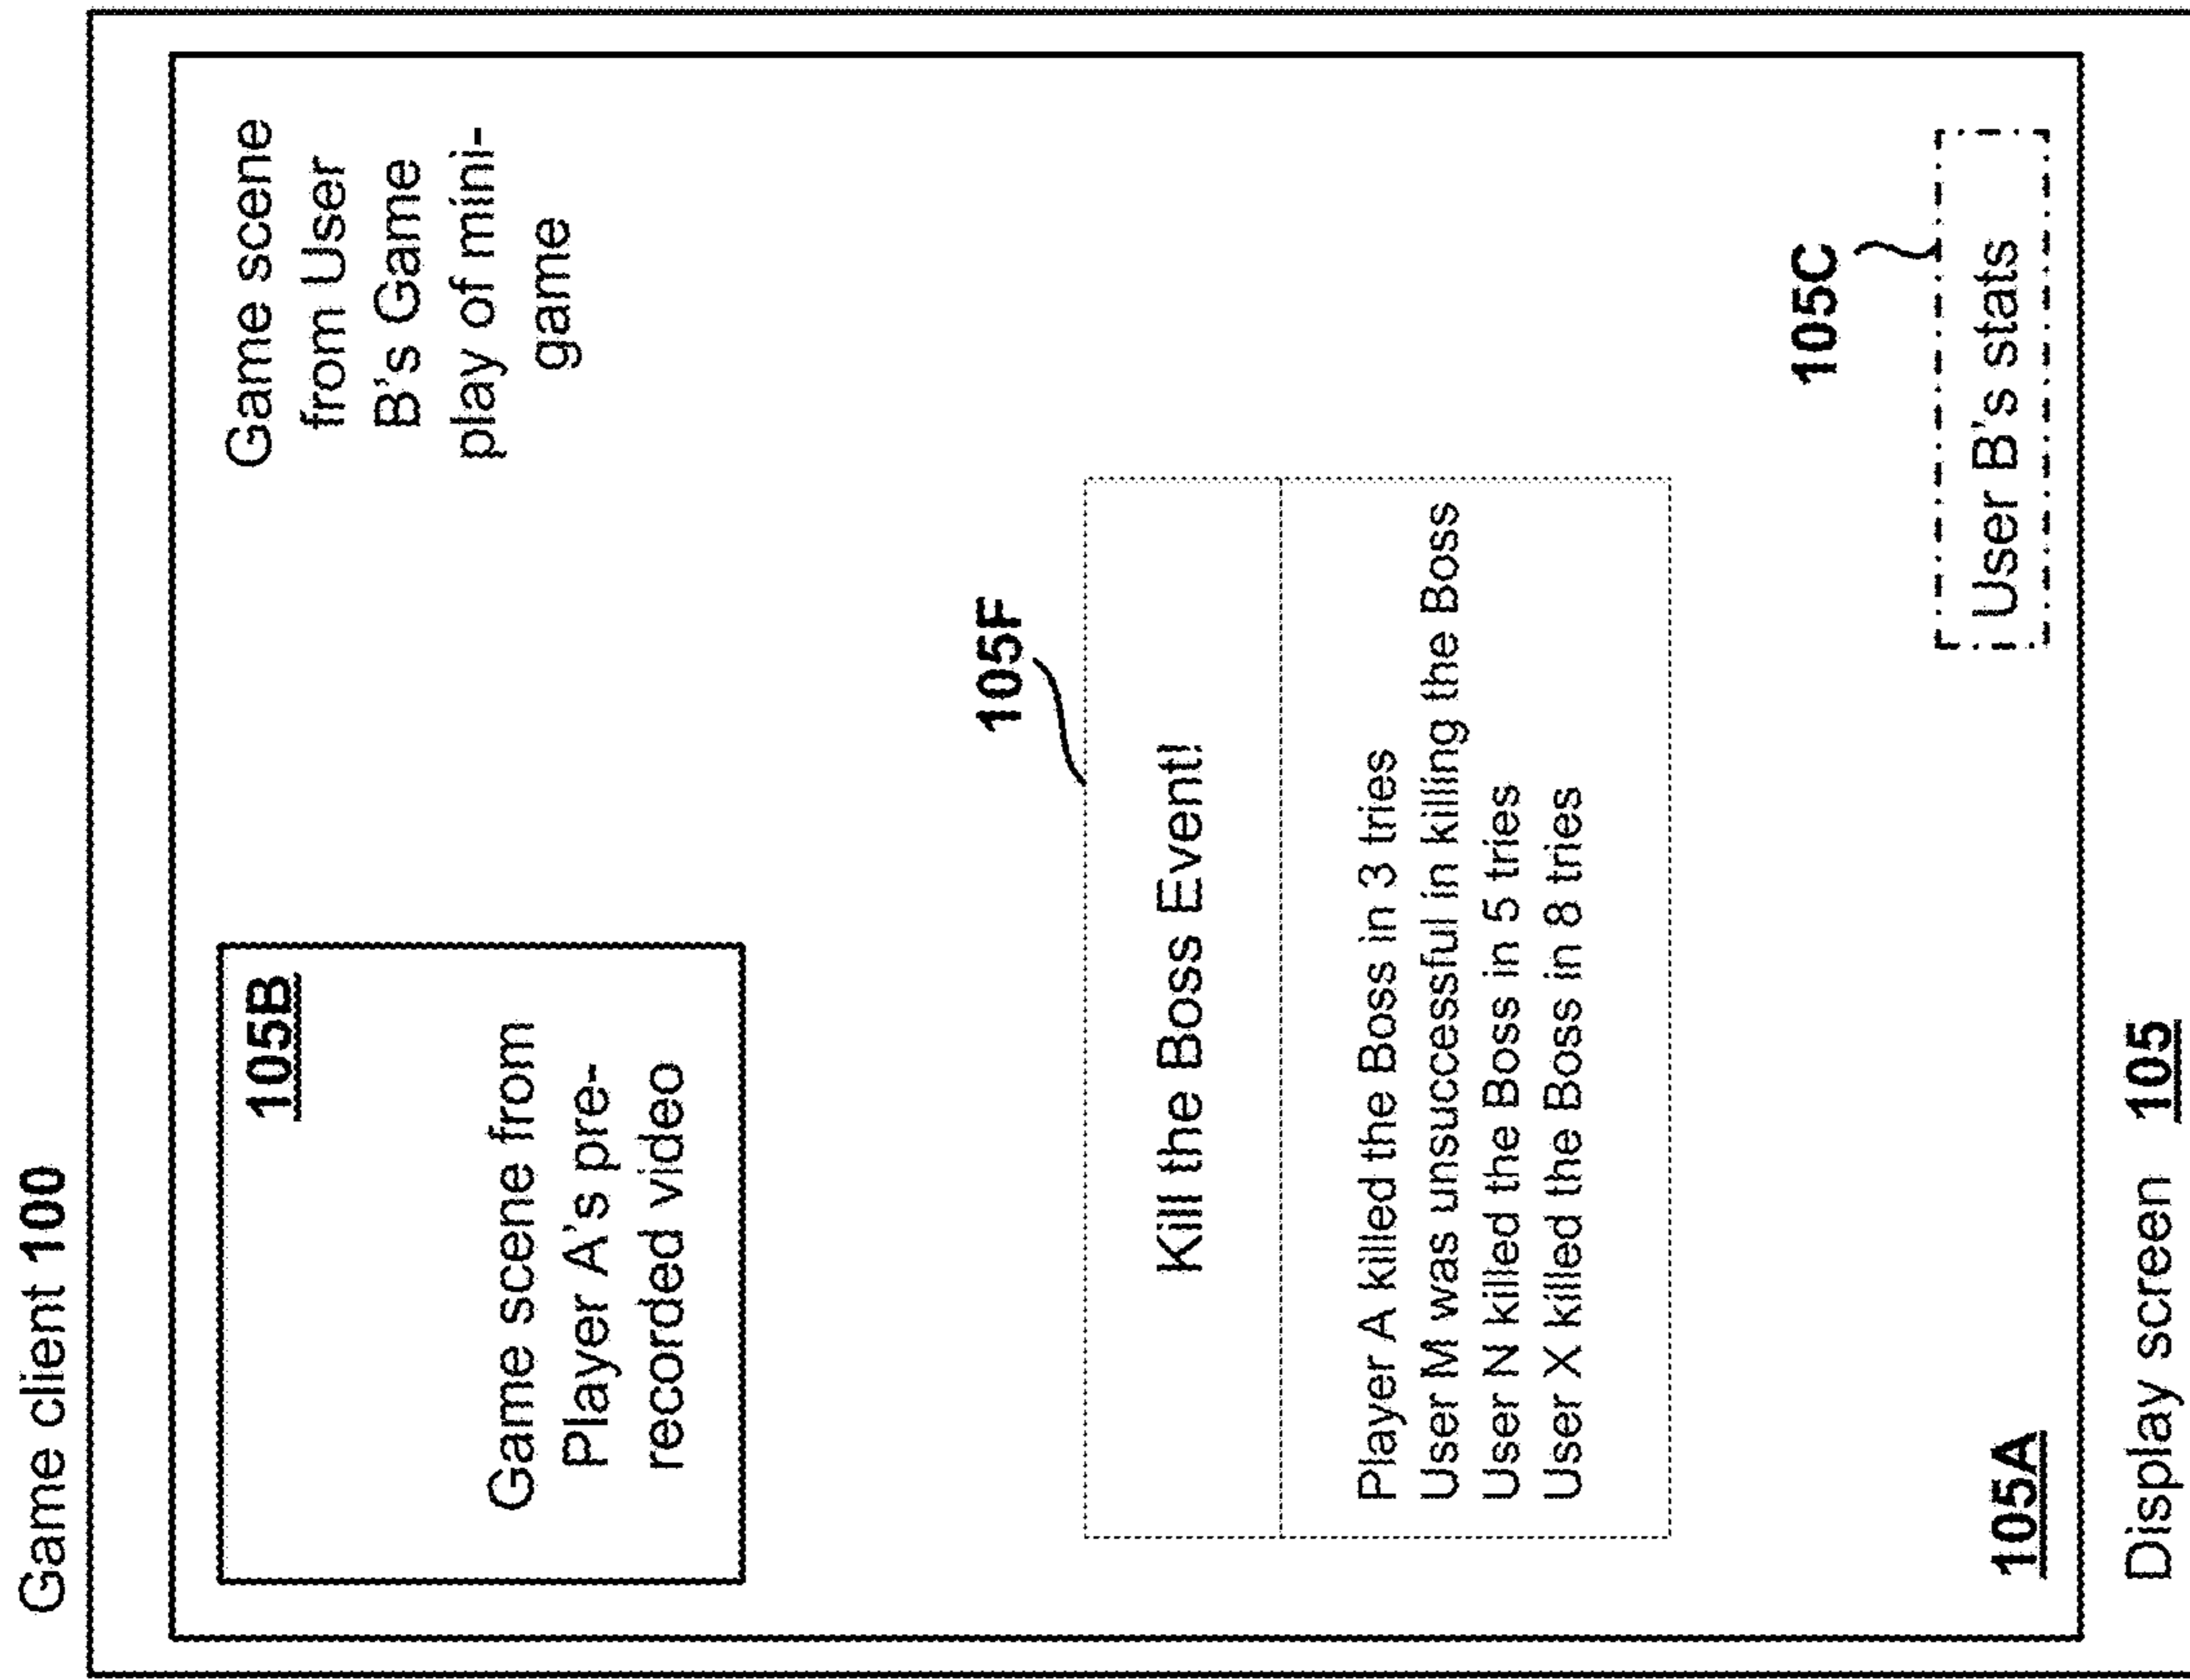 Game client 100
105B
Game scene from
Player A's pre-
recorded video
Game scene
from User
B's Game
play of mini-
game
105F
Kill the Boss Event!
Player A killed the Boss in 3 tries
User M was unsuccessful in killing the Boss
User N killed the Boss in 5 tries
User X killed the Boss in 8 tries
105C
User B's stats
105A
Display screen 105